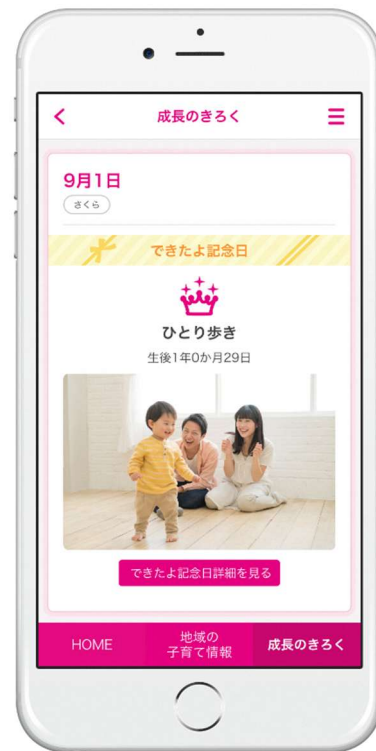 成長のきろく
9月1日
さくら
できたよ記念日
ひとり歩き
生後1年0か月29日
できたよ記念日詳細を見る
HOME
地域の
子育て情報
成長のきろく